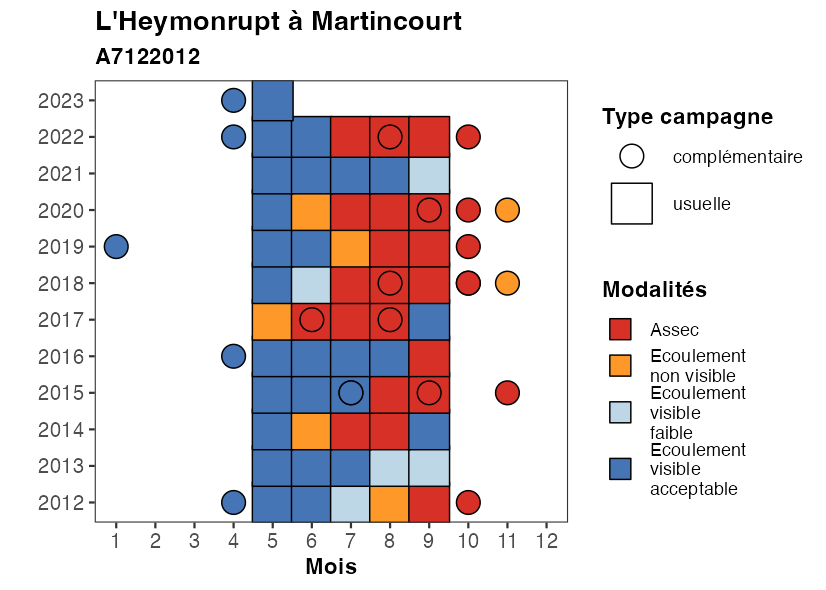 L'Heymonrupt à Martincourt
A7122012
2023
2022
2021
2020
2019
2018
2017
2016
2015
2014
2013
2012
1 2 3 4 5 6 7 8 9 10 11 12
Mois
Type campagne
complémentaire
usuelle
Modalités
Assec
Ecoulement
non visible
Ecoulement
visible
faible
Ecoulement
visible
acceptable